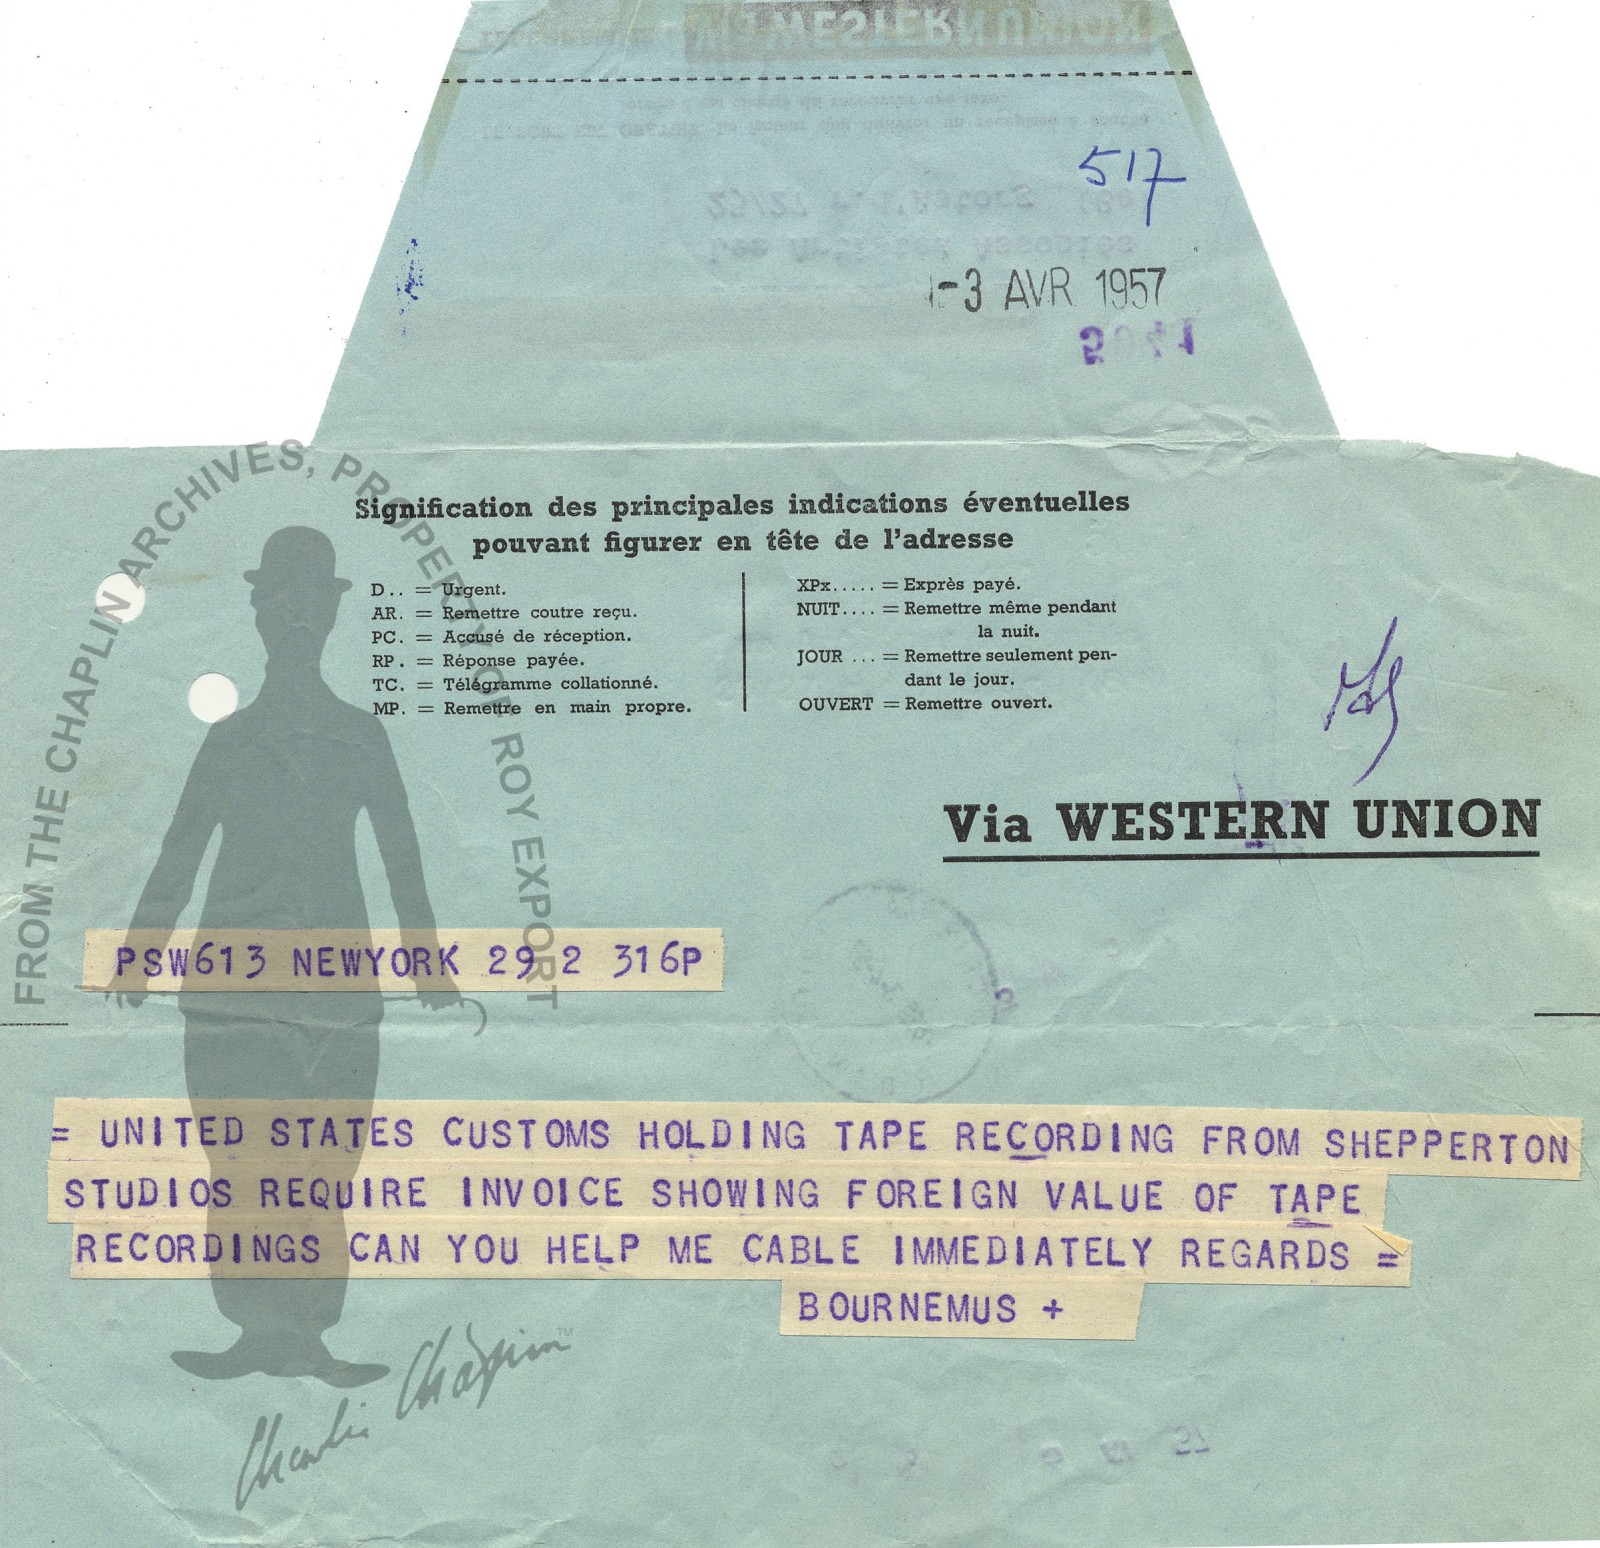 517
-3 AVR 1957
Signification des principales indications éventuelles
pouvant figurer en tête de l'adresse
D.. = Urgent.
AR. = Remettre coutre reçu.
PC. = Accusé de réception.
RP. = Réponse payée.
TC. = Télégramme collationné.
MP. = Remettre en main propre.
XPx..... = Exprès payé.
NUIT.... = Remettre même pendant
la nuit.
JOUR ... = Remettre seulement pen-
dant le jour.
OUVERT = Remettre ouvert.
Via WESTERN UNION
PSW613 NEWYORK 29 2 316P
= UNITED STATES CUSTOMS HOLDING TAPE RECORDING FROM SHEPPERTON
STUDIOS REQUIRE INVOICE SHOWING FOREIGN VALUE OF TAPE
RECORDINGS CAN YOU HELP ME CABLE IMMEDIATELY REGARDS =
BOURNEMUS +
FROM THE CHAPLIN ARCHIVES, PROPERTY OF ROY EXPORT
Charlie Chaplin™